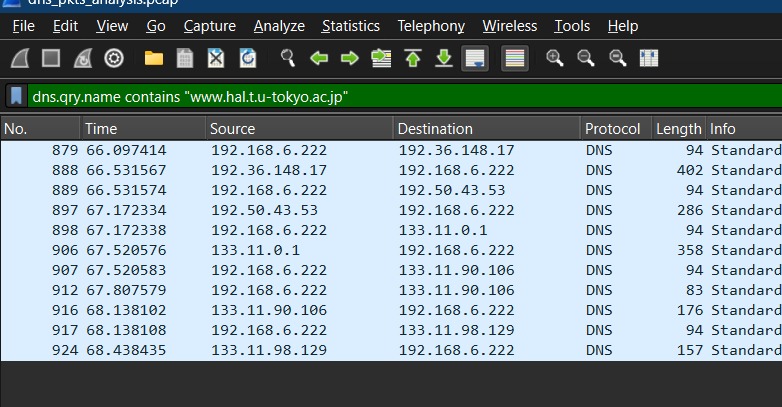 dns_pkts_analysis.pcap
File Edit View Go Capture Analyze Statistics Telephony Wireless Tools Help
dns.qry.name contains "www.hal.t.u-tokyo.ac.jp"
No. Time Source Destination Protocol Length Info
879 66.097414 192.168.6.222 192.36.148.17 DNS 94 Standard
888 66.531567 192.36.148.17 192.168.6.222 DNS 402 Standard
889 66.531574 192.168.6.222 192.50.43.53 DNS 94 Standard
897 67.172334 192.50.43.53 192.168.6.222 DNS 286 Standard
898 67.172338 192.168.6.222 133.11.0.1 DNS 94 Standard
906 67.520576 133.11.0.1 192.168.6.222 DNS 358 Standard
907 67.520583 192.168.6.222 133.11.90.106 DNS 94 Standard
912 67.807579 192.168.6.222 133.11.90.106 DNS 83 Standard
916 68.138102 133.11.90.106 192.168.6.222 DNS 176 Standard
917 68.138108 192.168.6.222 133.11.98.129 DNS 94 Standard
924 68.438435 133.11.98.129 192.168.6.222 DNS 157 Standard